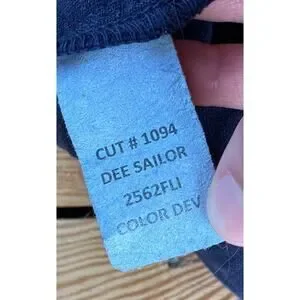 CUT # 1094
DEE SAILOR
2562FLI
COLOR DEV